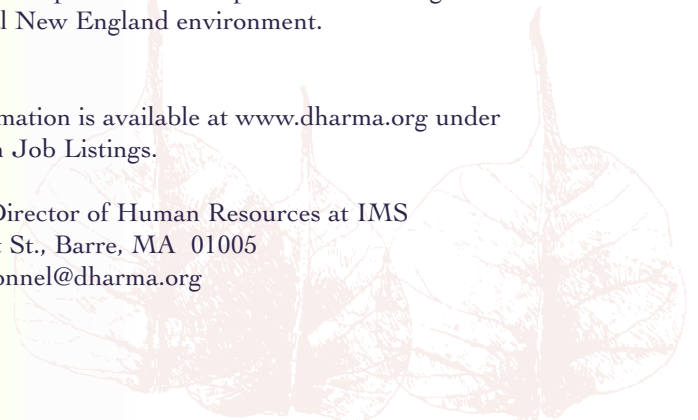 l New England environment.
mation is available at www.dharma.org under
n Job Listings.
Director of Human Resources at IMS
t St., Barre, MA 01005
onnel@dharma.org